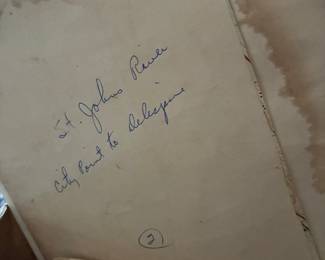 St. Johns River
City Point to Delespine
2